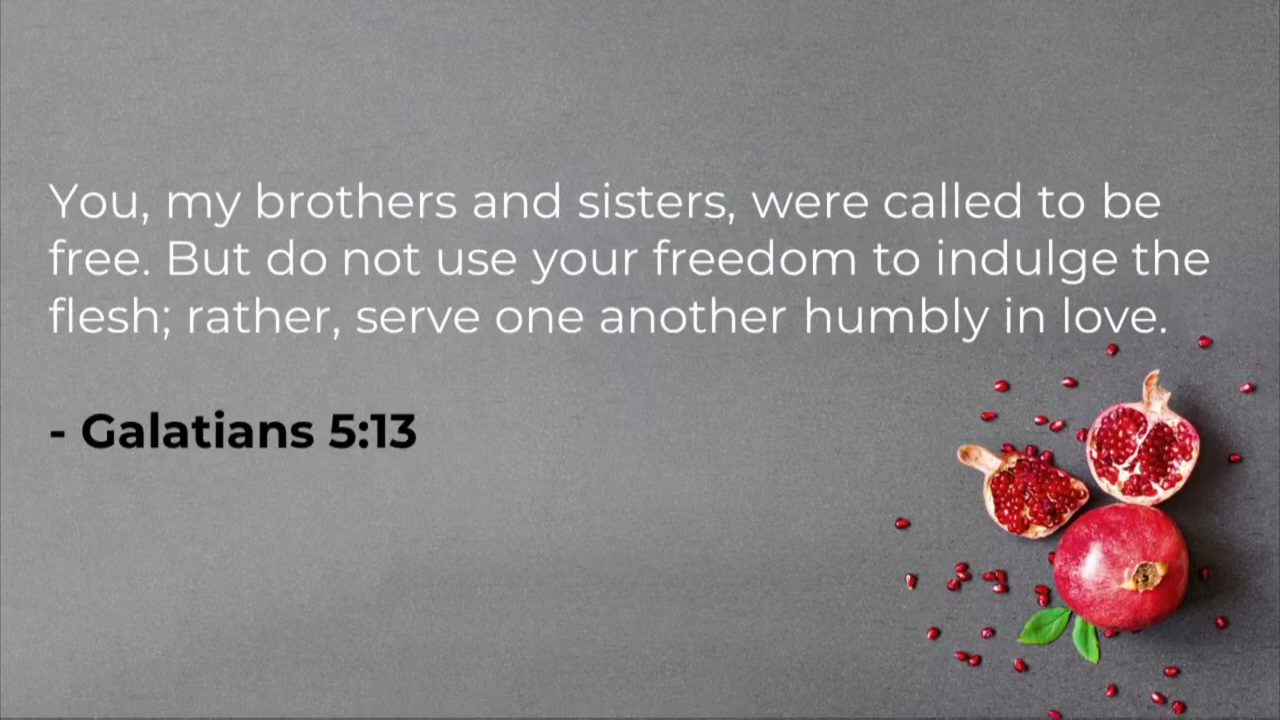 You, my brothers and sisters, were called to be
free. But do not use your freedom to indulge the
flesh; rather, serve one another humbly in love.
- Galatians 5:13